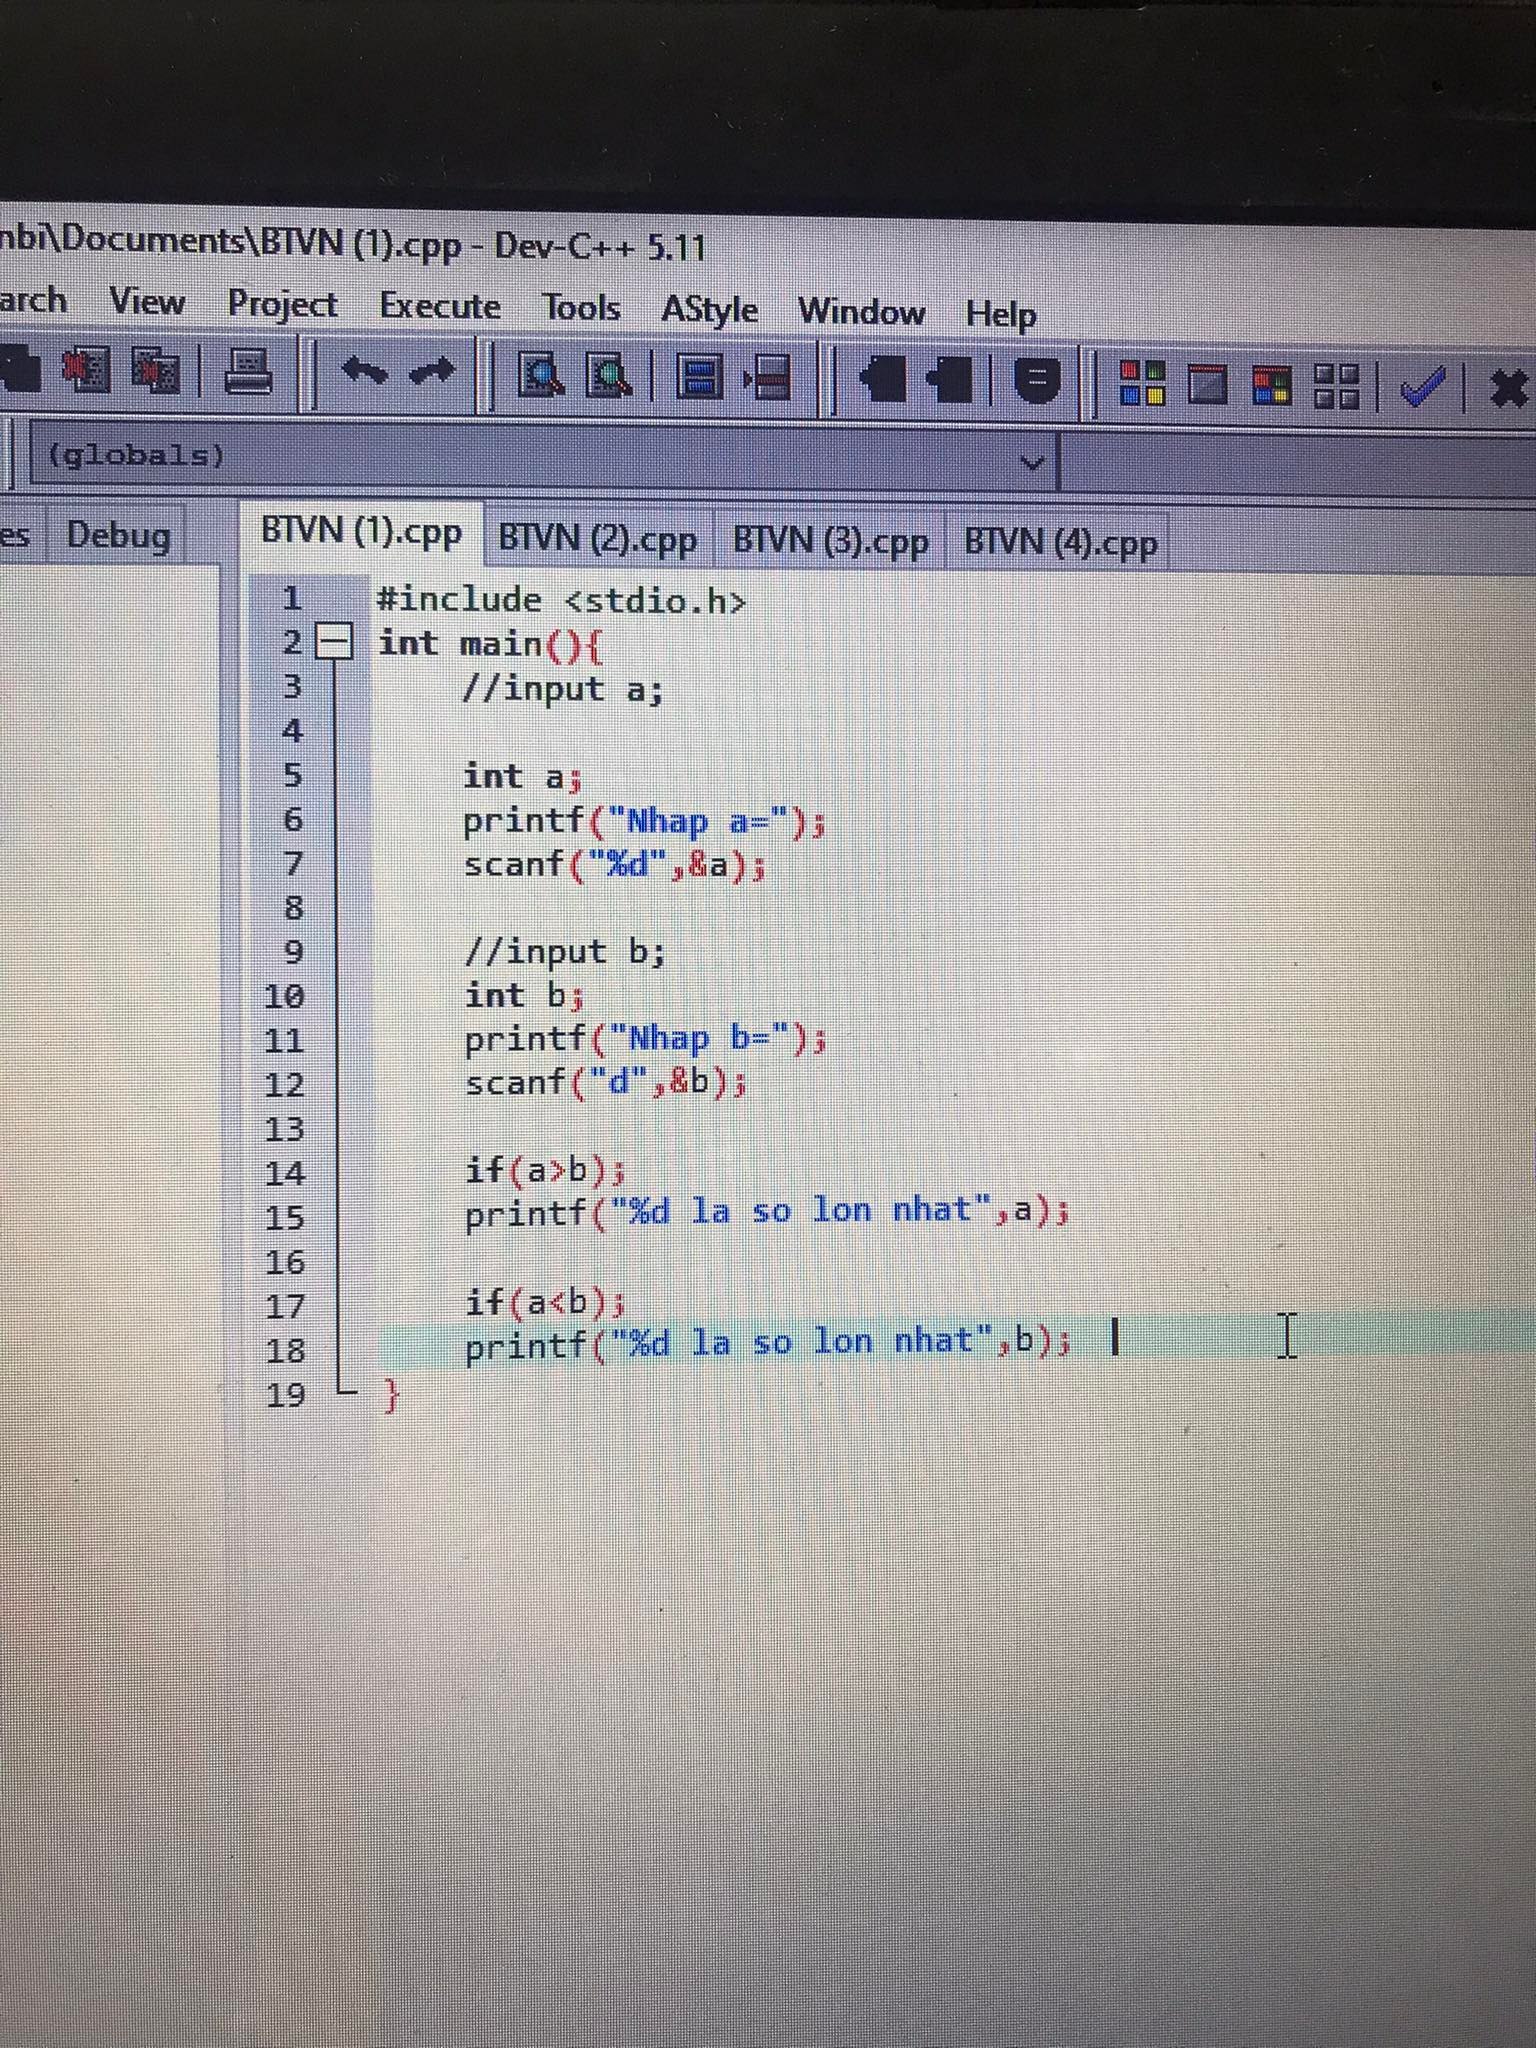 nbi\Documents\BTVN (1).cpp - Dev-C++ 5.11
arch View Project Execute Tools AStyle Window Help
(globals)
es Debug BTVN (1).cpp BTVN (2).cpp BTVN (3).cpp BTVN (4).cpp
1 #include <stdio.h>
2 int main(){
3 //input a;
4
5 int a;
6 printf("Nhap a=");
7 scanf("%d",&a);
8
9 //input b;
10 int b;
11 printf("Nhap b=");
12 scanf("d",&b);
13
14 if(a>b);
15 printf("%d la so lon nhat",a);
16
17 if(a<b);
18 printf("%d la so lon nhat",b);
19 }